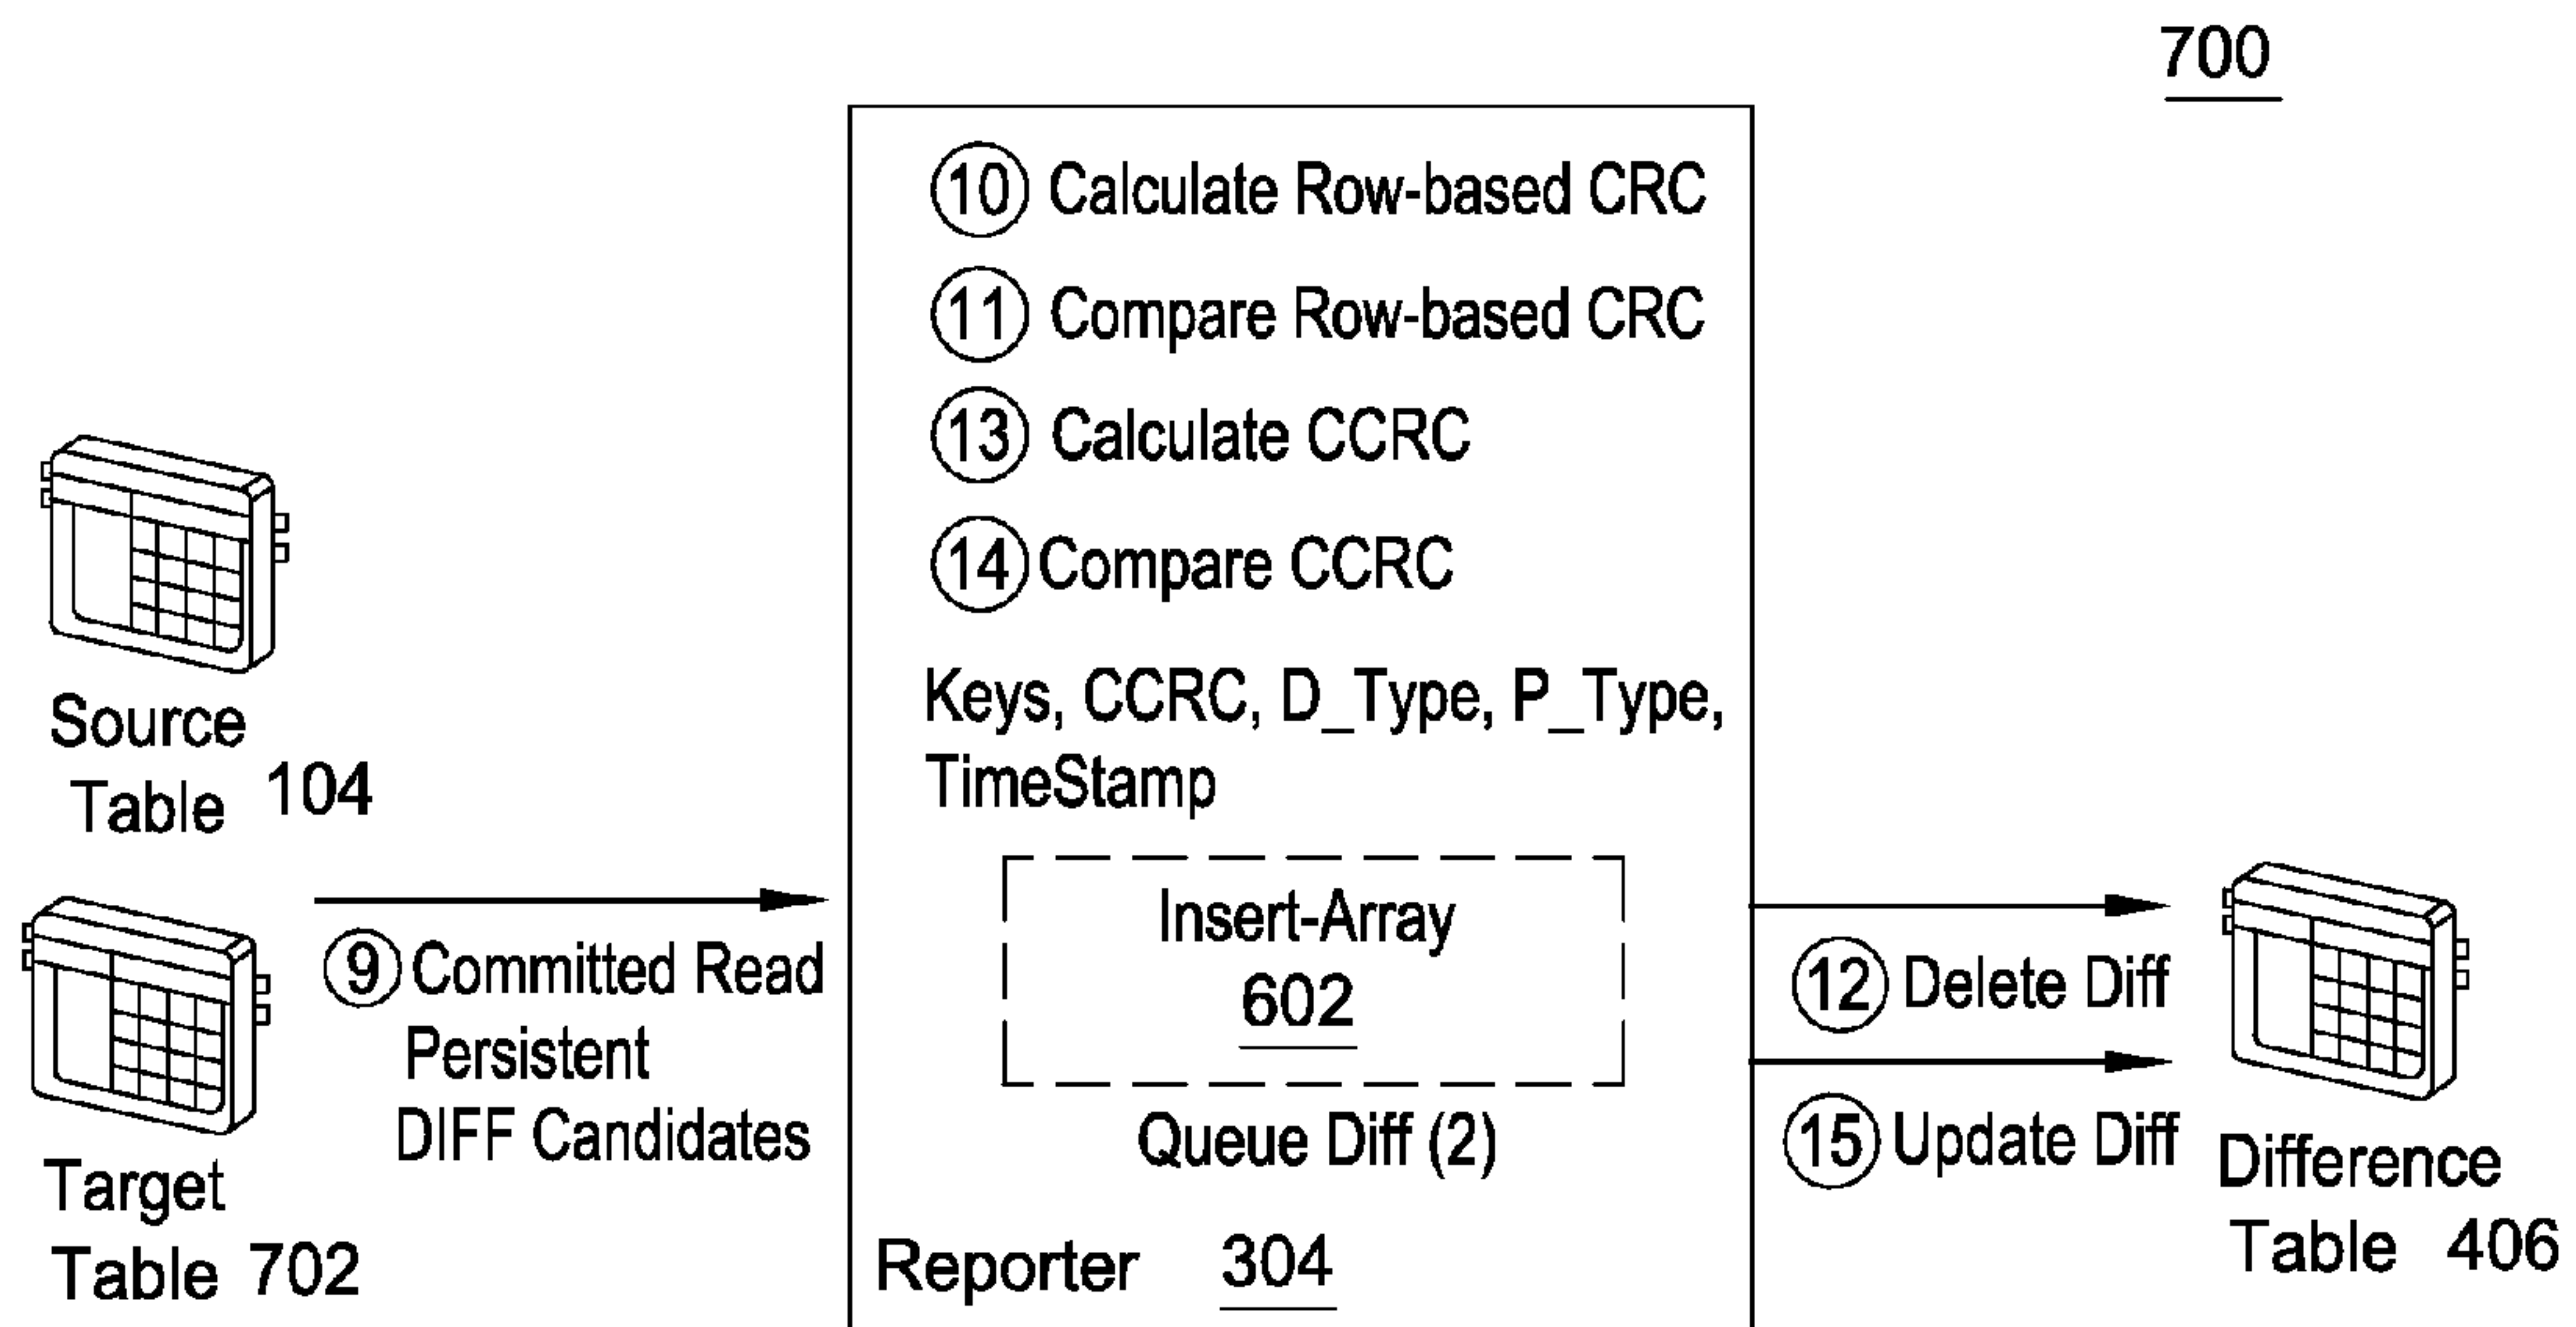 700
⑩ Calculate Row-based CRC
⑪ Compare Row-based CRC
⑬ Calculate CCRC
⑭ Compare CCRC
Keys, CCRC, D_Type, P_Type,
TimeStamp
Insert-Array
602
Queue Diff (2)
Reporter 304
Source
Table 104
Target
Table 702
⑨ Committed Read
Persistent
DIFF Candidates
⑫ Delete Diff
⑮ Update Diff
Difference
Table 406